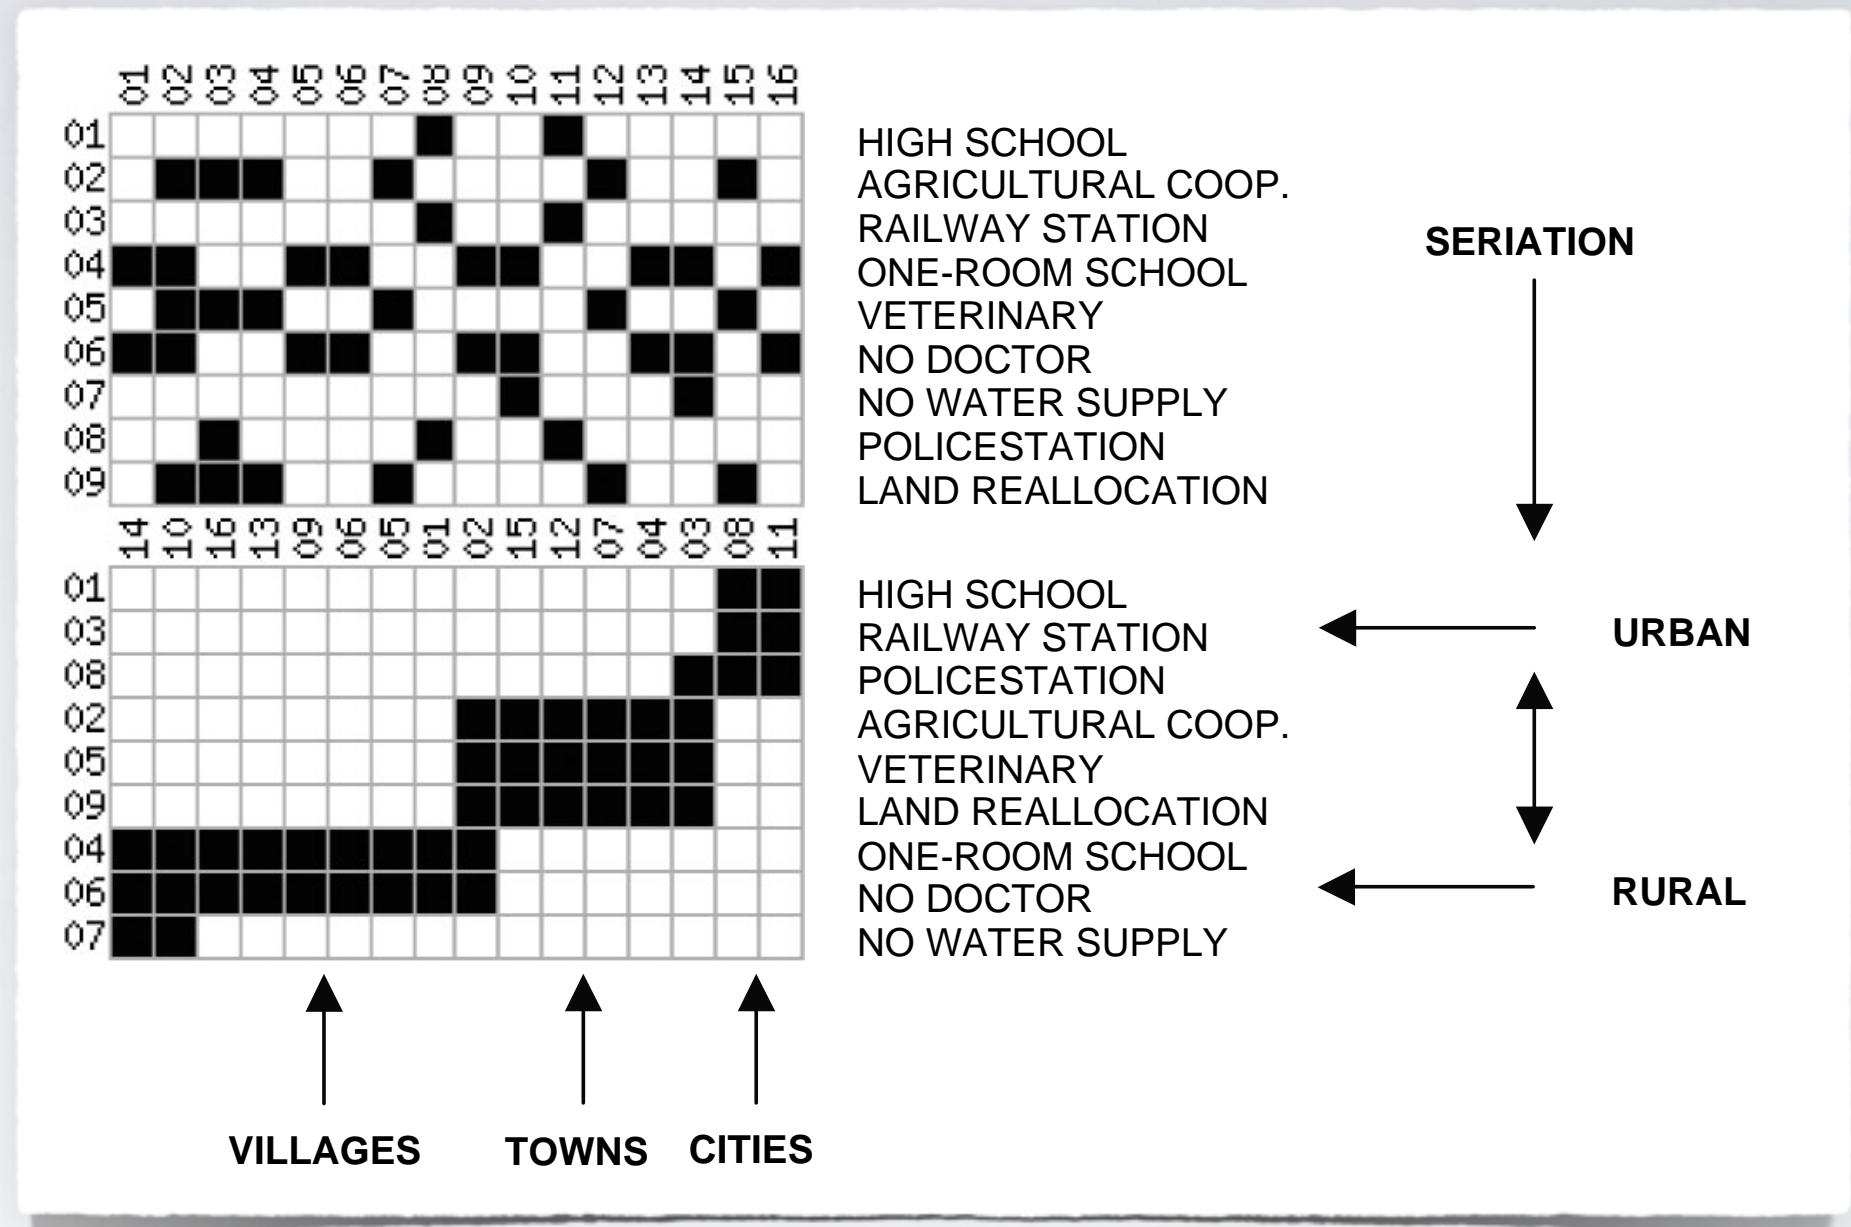 01 02 03 04 05 06 07 08 09 10 11 12 13 14 15 16
01 HIGH SCHOOL
02 AGRICULTURAL COOP.
03 RAILWAY STATION
04 ONE-ROOM SCHOOL
05 VETERINARY
06 NO DOCTOR
07 NO WATER SUPPLY
08 POLICESTATION
09 LAND REALLOCATION
SERIATION
14 10 16 13 09 06 05 01 02 15 12 07 04 03 08 11
01 HIGH SCHOOL
03 RAILWAY STATION
08 POLICESTATION
02 AGRICULTURAL COOP.
05 VETERINARY
09 LAND REALLOCATION
04 ONE-ROOM SCHOOL
06 NO DOCTOR
07 NO WATER SUPPLY
URBAN
RURAL
VILLAGES TOWNS CITIES